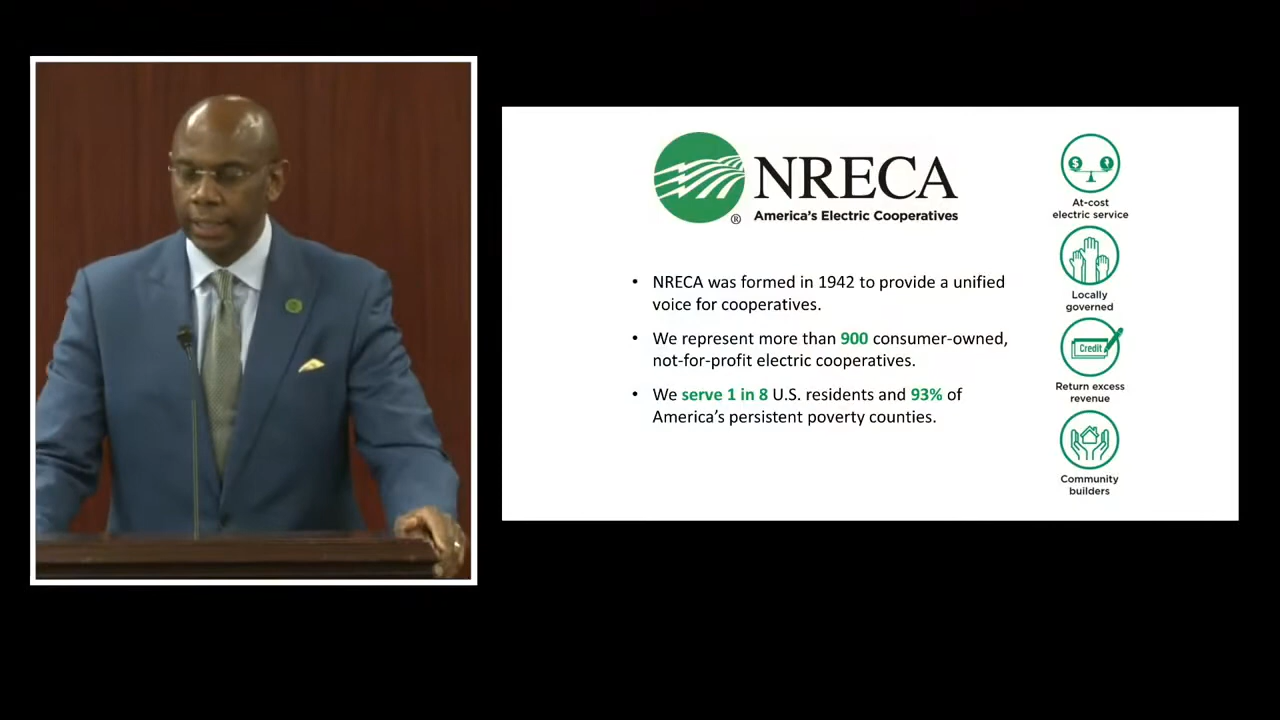 NRECA
®
America's Electric Cooperatives
• NRECA was formed in 1942 to provide a unified
voice for cooperatives.
• We represent more than 900 consumer-owned,
not-for-profit electric cooperatives.
• We serve 1 in 8 U.S. residents and 93% of
America's persistent poverty counties.
$
At-cost
electric service
Locally
governed
Credit
Return excess
revenue
Community
builders